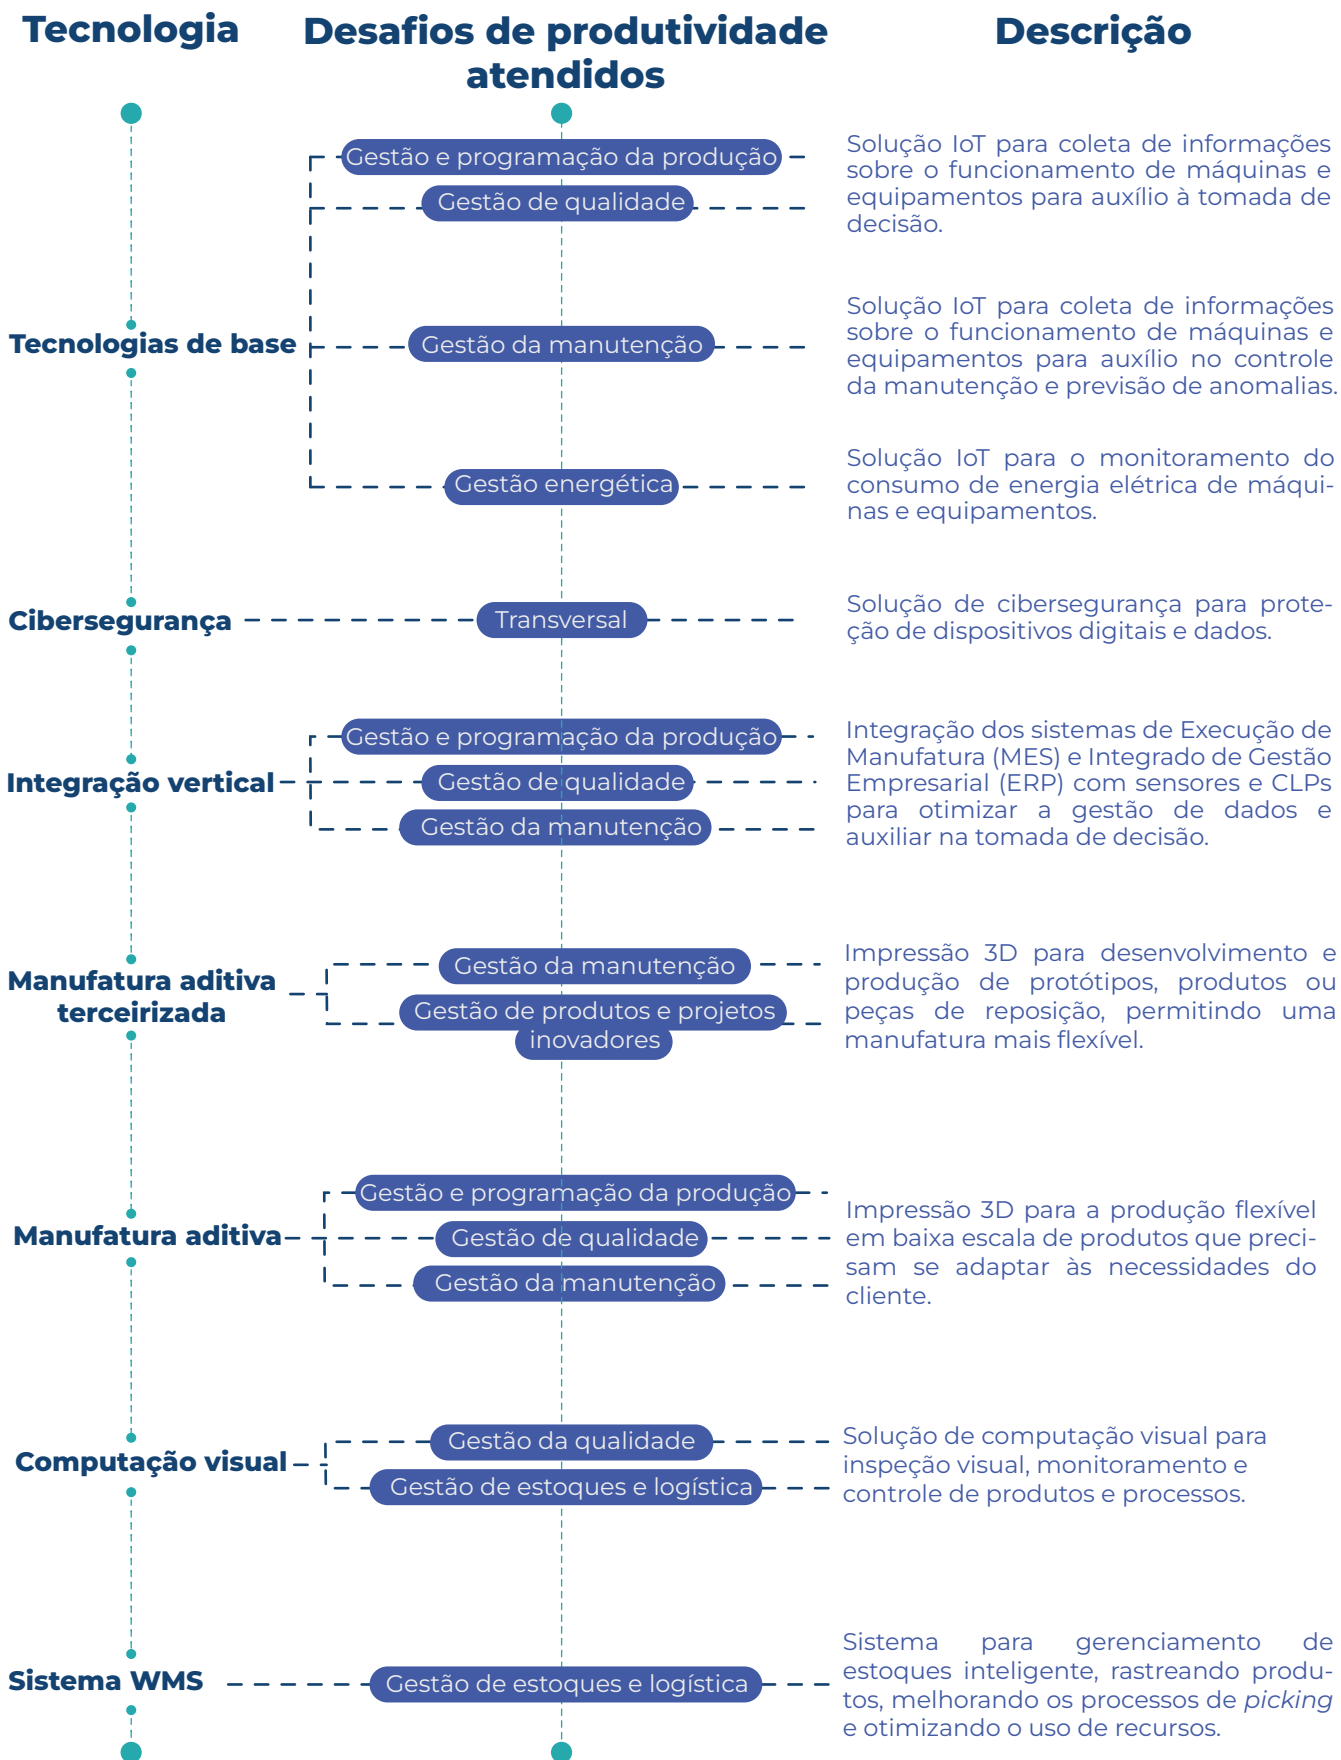 Tecnologia
Desafios de produtividade
atendidos
Descrição
Tecnologias de base
Gestão e programação da produção
Gestão de qualidade
Solução IoT para coleta de informações
sobre o funcionamento de máquinas e
equipamentos para auxílio à tomada de
decisão.
Gestão da manutenção
Solução IoT para coleta de informações
sobre o funcionamento de máquinas e
equipamentos para auxílio no controle
da manutenção e previsão de anomalias.
Gestão energética
Solução IoT para o monitoramento do
consumo de energia elétrica de máqui-
nas e equipamentos.
Cibersegurança
Transversal
Solução de cibersegurança para prote-
ção de dispositivos digitais e dados.
Integração vertical
Gestão e programação da produção
Gestão de qualidade
Gestão da manutenção
Integração dos sistemas de Execução de
Manufatura (MES) e Integrado de Gestão
Empresarial (ERP) com sensores e CLPs
para otimizar a gestão de dados e
auxiliar na tomada de decisão.
Manufatura aditiva
terceirizada
Gestão da manutenção
Gestão de produtos e projetos
inovadores
Impressão 3D para desenvolvimento e
produção de protótipos, produtos ou
peças de reposição, permitindo uma
manufatura mais flexível.
Manufatura aditiva
Gestão e programação da produção
Gestão de qualidade
Gestão da manutenção
Impressão 3D para a produção flexível
em baixa escala de produtos que preci-
sam se adaptar às necessidades do
cliente.
Computação visual
Gestão da qualidade
Gestão de estoques e logística
Solução de computação visual para
inspeção visual, monitoramento e
controle de produtos e processos.
Sistema WMS
Gestão de estoques e logística
Sistema para gerenciamento de
estoques inteligente, rastreando produ-
tos, melhorando os processos de picking
e otimizando o uso de recursos.